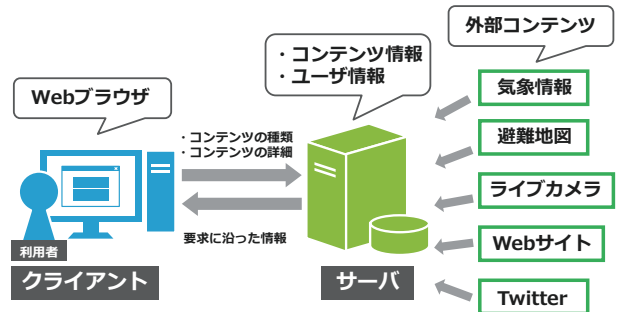 外部コンテンツ
・コンテンツ情報
・ユーザ情報
Webブラウザ
気象情報
・コンテンツの種類
・コンテンツの詳細
避難地図
ライブカメラ
要求に沿った情報
Webサイト
利用者
クライアント
サーバ
Twitter